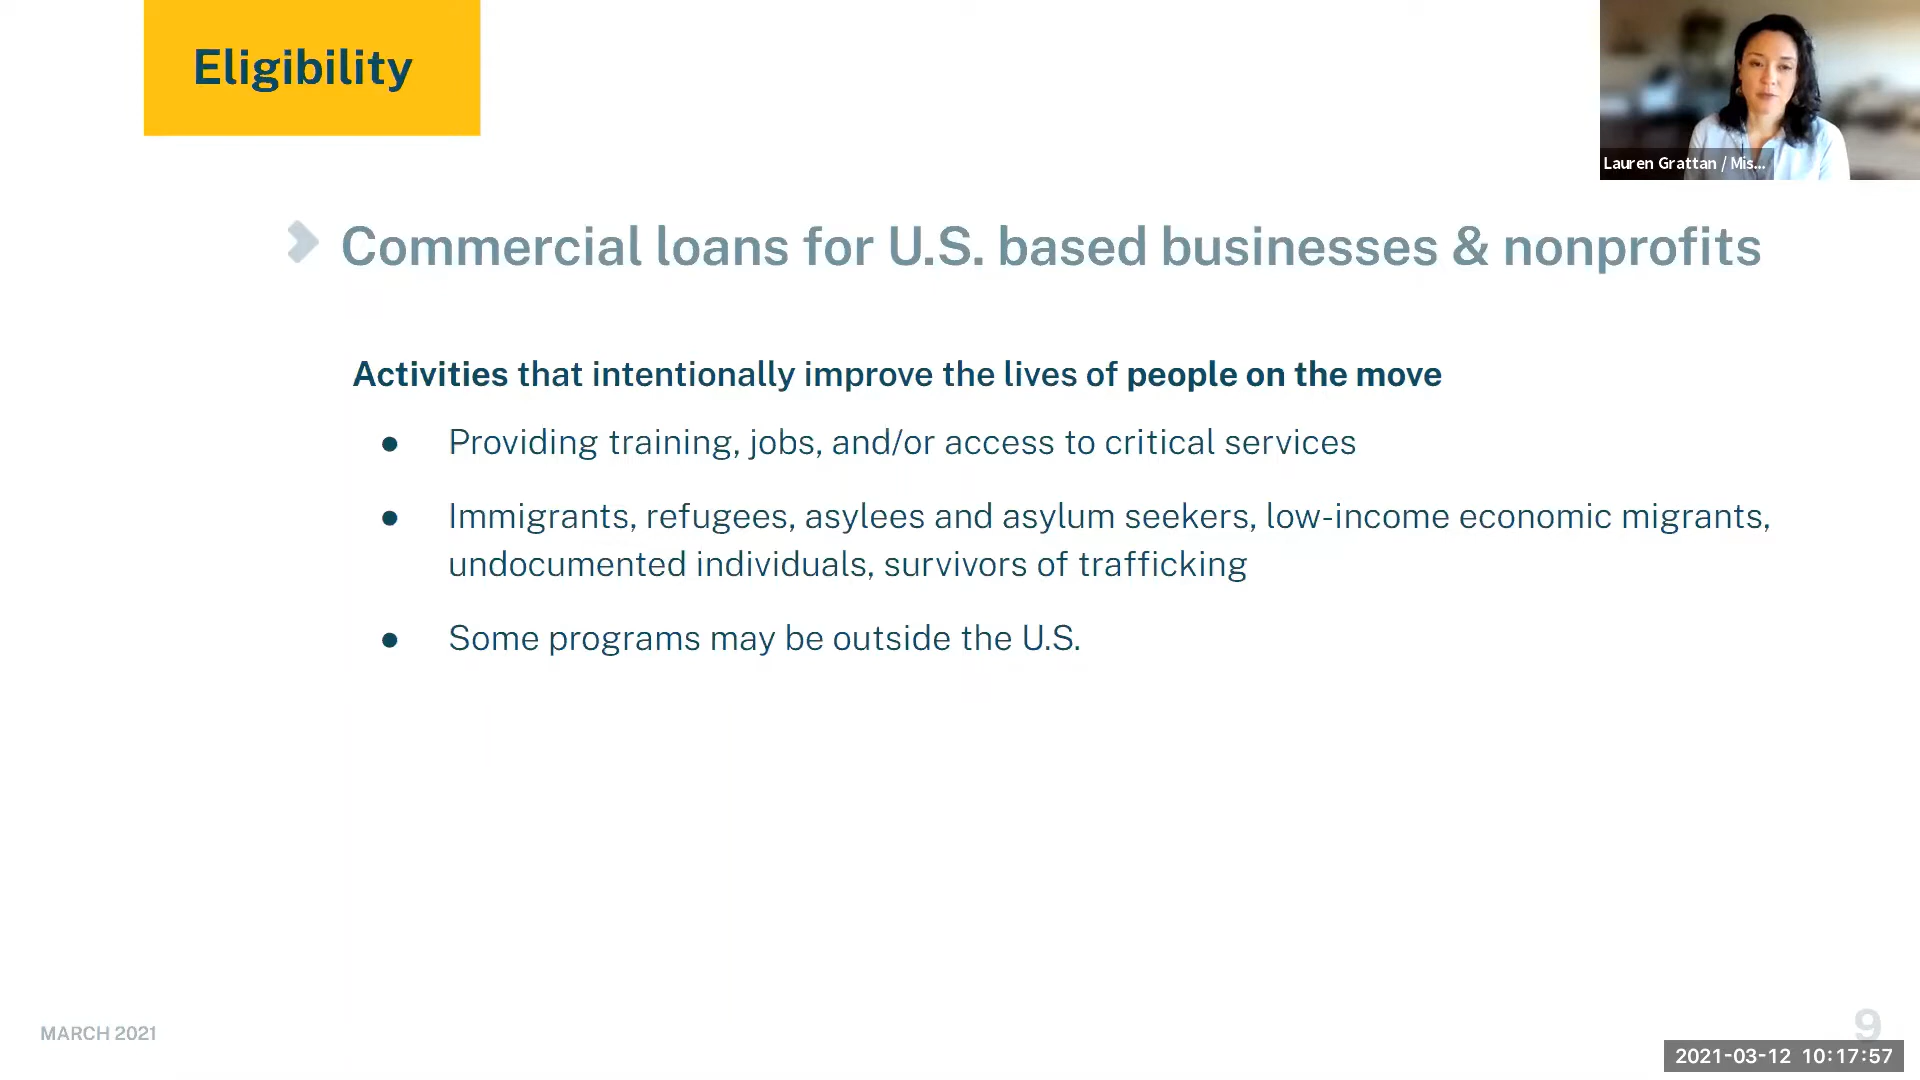 Eligibility
Lauren Grattan / Mis...
Commercial loans for U.S. based businesses & nonprofits
Activities that intentionally improve the lives of people on the move
● Providing training, jobs, and/or access to critical services
● Immigrants, refugees, asylees and asylum seekers, low-income economic migrants,
undocumented individuals, survivors of trafficking
● Some programs may be outside the U.S.
MARCH 2021
9
2021-03-12 10:17:57